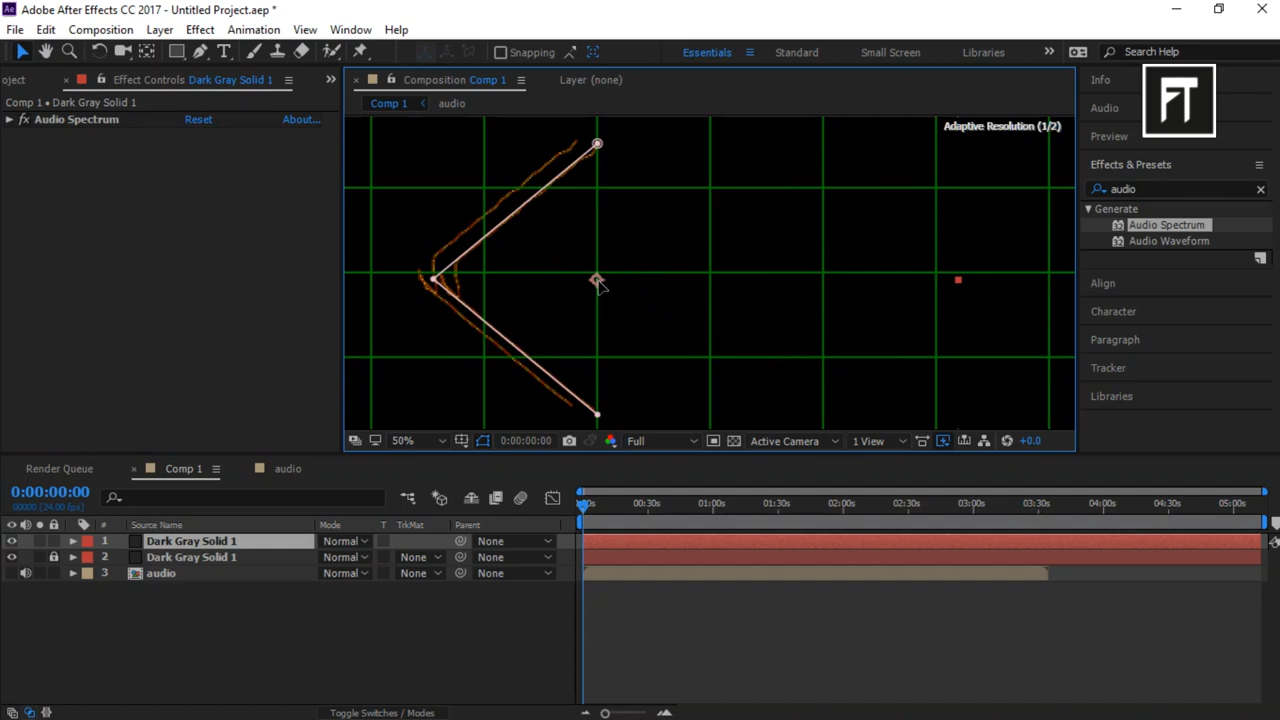 Adobe After Effects CC 2017 - Untitled Project.aep *
File Edit Composition Layer Effect Animation View Window Help
Snapping Essentials Standard Small Screen Libraries Search Help
oject Effect Controls Dark Gray Solid 1 Composition Comp 1 Layer (none) Info
Comp 1 • Dark Gray Solid 1 Comp 1 audio Audio
fx Audio Spectrum Reset About... Adaptive Resolution (1/2)
FT
Preview
Effects & Presets
audio
Generate
Audio Spectrum
Audio Waveform
Align
Character
Paragraph
Tracker
Libraries
50% 0:00:00:00 Full Active Camera 1 View +0.0
Render Queue Comp 1 audio
0:00:00:00
00000 (24.00 fps)
00s 00:30s 01:00s 01:30s 02:00s 02:30s 03:00s 03:30s 04:00s 04:30s 05:00s
# Source Name Mode T TrkMat Parent
1 Dark Gray Solid 1 Normal None
2 Dark Gray Solid 1 Normal None None
3 audio Normal None None
Toggle Switches / Modes